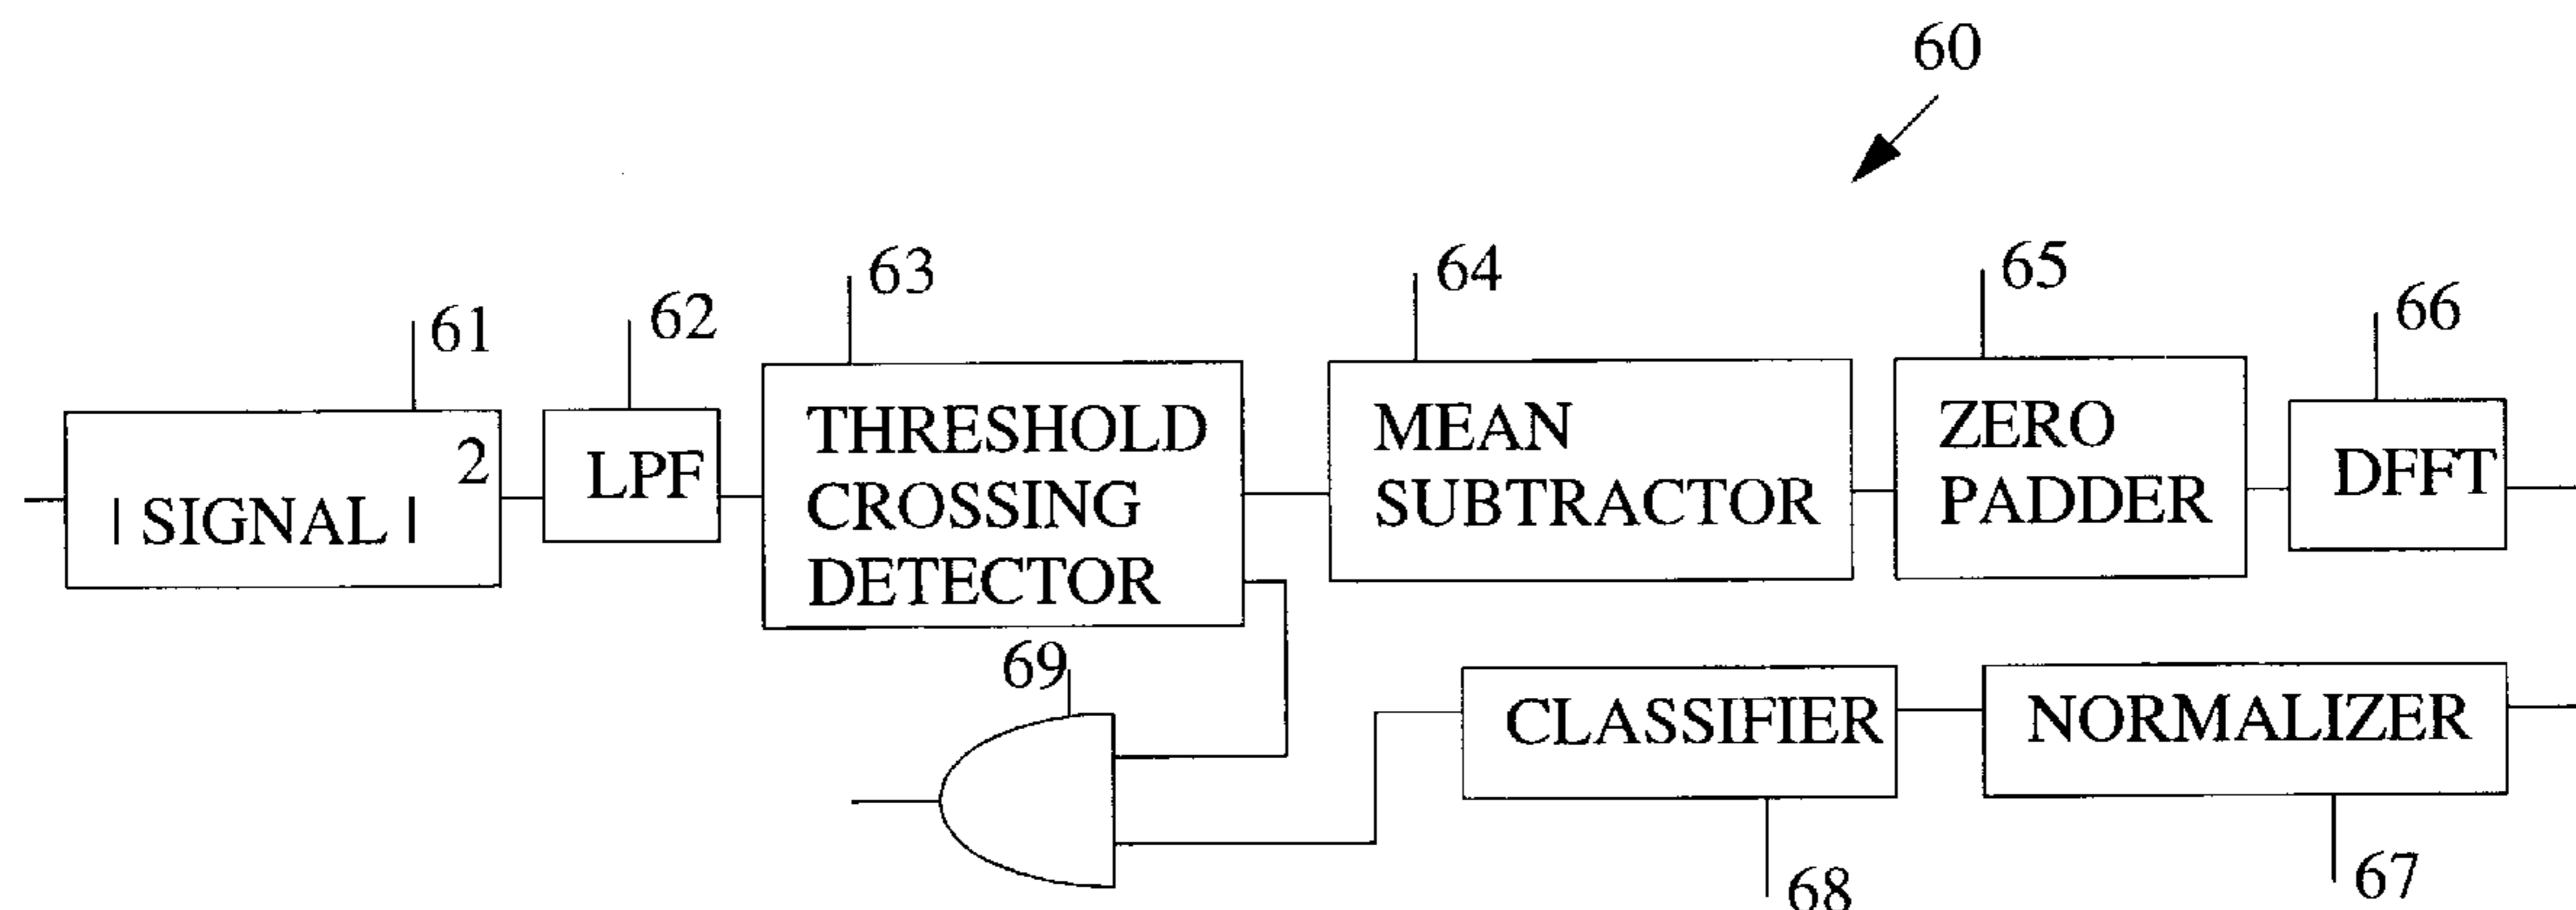 60
63
64
65
66
61
62
| SIGNAL | 2
LPF
THRESHOLD
CROSSING
DETECTOR
MEAN
SUBTRACTOR
ZERO
PADDER
DFFT
69
CLASSIFIER
NORMALIZER
68
67